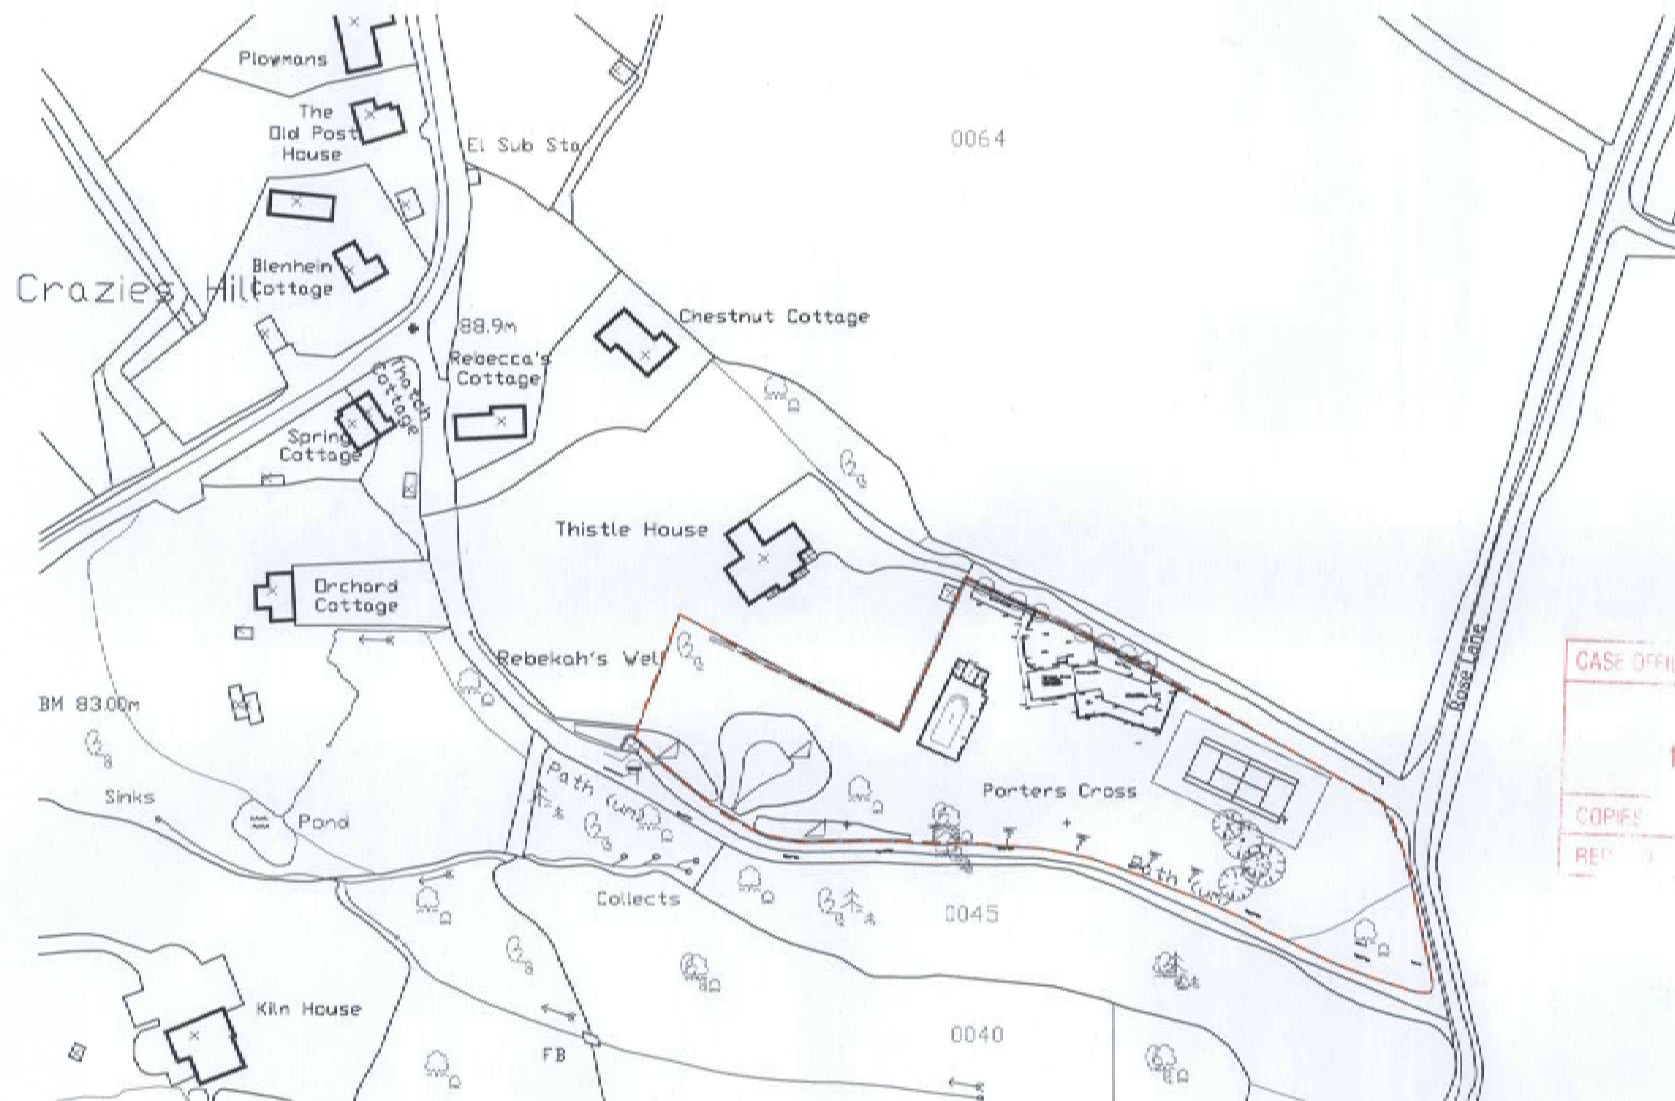 Plowmans
The
Old Post
House
El Sub Sta
0064
Crazies Hill
Blenhein
Cottage
88.9m
Chestnut Cottage
Rebecca's
Cottage
Thatch
Cottage
Spring
Cottage
Thistle House
Orchard
Cottage
Rebekah's Well
Rose Lane
CASE OFFI
BM 83.00m
Path (um)
Sinks
Pond
Porters Cross
COPIES
Path (um)
Collects
0045
Kiln House
FB
0040